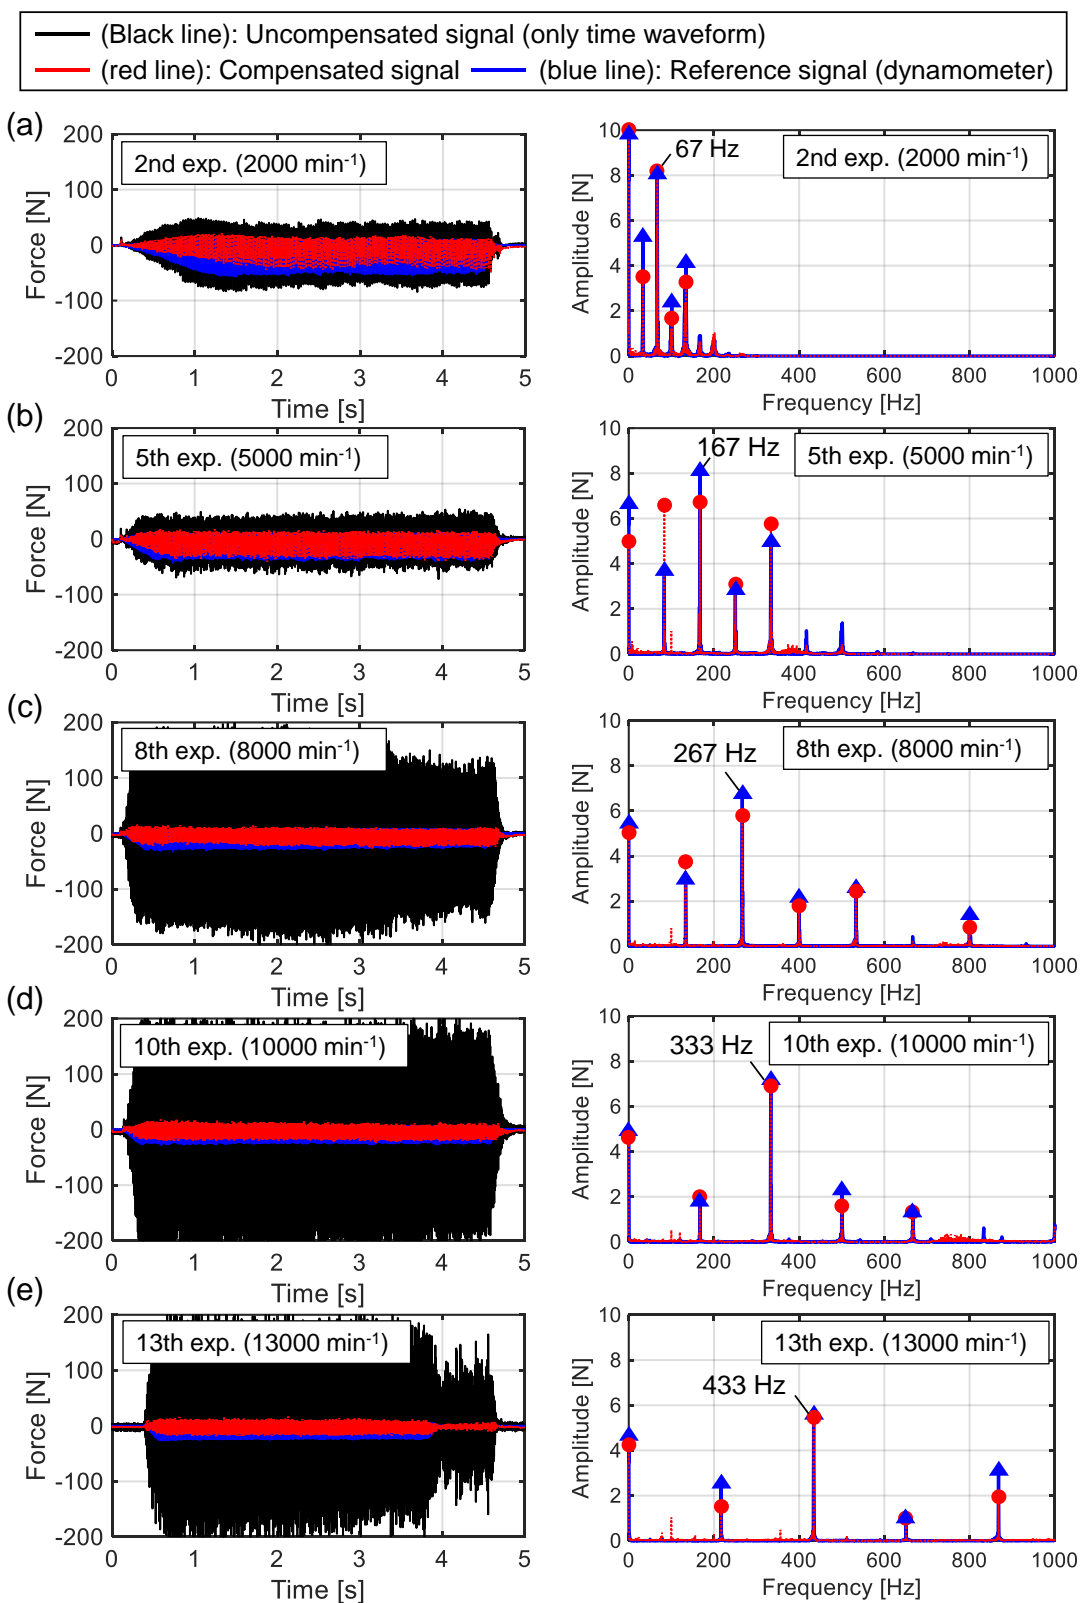 (Black line): Uncompensated signal (only time waveform)
(red line): Compensated signal (blue line): Reference signal (dynamometer)
(a)
200
100
0
-100
-200
Force [N]
2nd exp. (2000 min-1)
0 1 2 3 4 5
Time [s]
10
8
6
4
2
0
Amplitude [N]
67 Hz
2nd exp. (2000 min-1)
0 200 400 600 800 1000
Frequency [Hz]
(b)
200
100
0
-100
-200
Force [N]
5th exp. (5000 min-1)
0 1 2 3 4 5
Time [s]
10
8
6
4
2
0
Amplitude [N]
167 Hz
5th exp. (5000 min-1)
0 200 400 600 800 1000
Frequency [Hz]
(c)
200
100
0
-100
-200
Force [N]
8th exp. (8000 min-1)
0 1 2 3 4 5
Time [s]
10
8
6
4
2
0
Amplitude [N]
267 Hz
8th exp. (8000 min-1)
0 200 400 600 800 1000
Frequency [Hz]
(d)
200
100
0
-100
-200
Force [N]
10th exp. (10000 min-1)
0 1 2 3 4 5
Time [s]
10
8
6
4
2
0
Amplitude [N]
333 Hz
10th exp. (10000 min-1)
0 200 400 600 800 1000
Frequency [Hz]
(e)
200
100
0
-100
-200
Force [N]
13th exp. (13000 min-1)
0 1 2 3 4 5
Time [s]
10
8
6
4
2
0
Amplitude [N]
433 Hz
13th exp. (13000 min-1)
0 200 400 600 800 1000
Frequency [Hz]